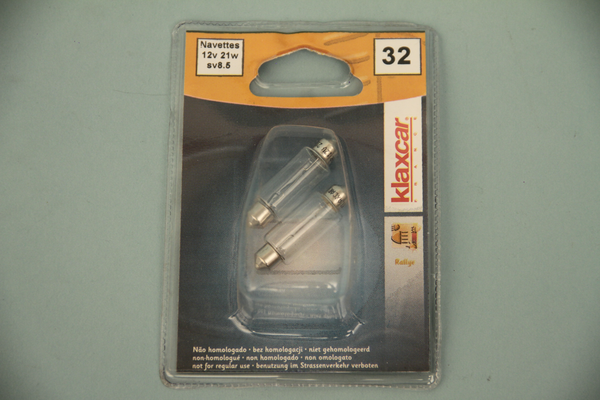 Navettes
12v 21w
sv8.5
32
klaxcar
FRANCE
Não homologado · bez homologacji · niet gehomologeerd
non-homologué · non homologado · non omologato
not for regular use · benutzung im Strassenverkehr verboten